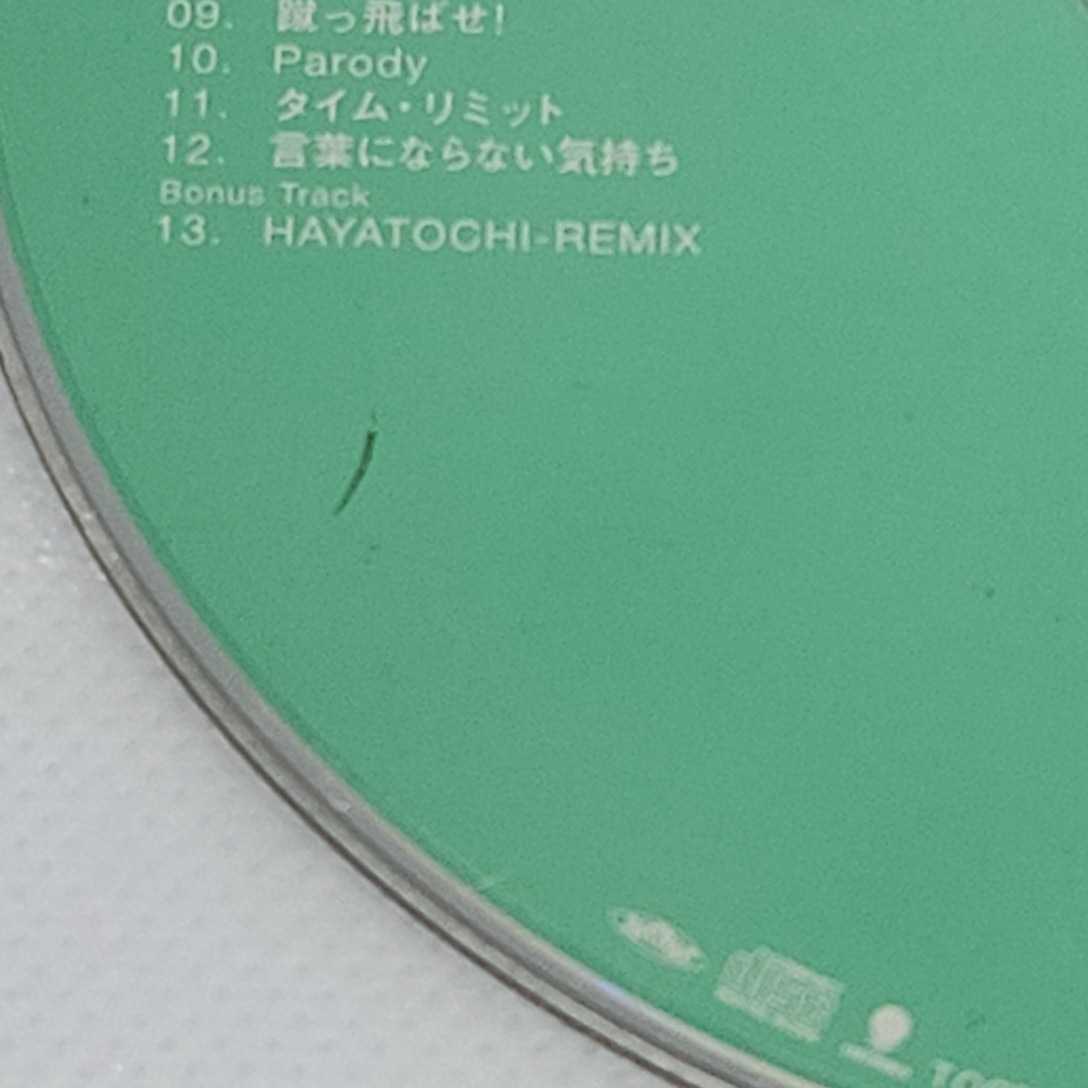 09. 蹴っ飛ばせ!
10. Parody
11. タイム・リミット
12. 言葉にならない気持ち
Bonus Track
13. HAYATOCHI-REMIX